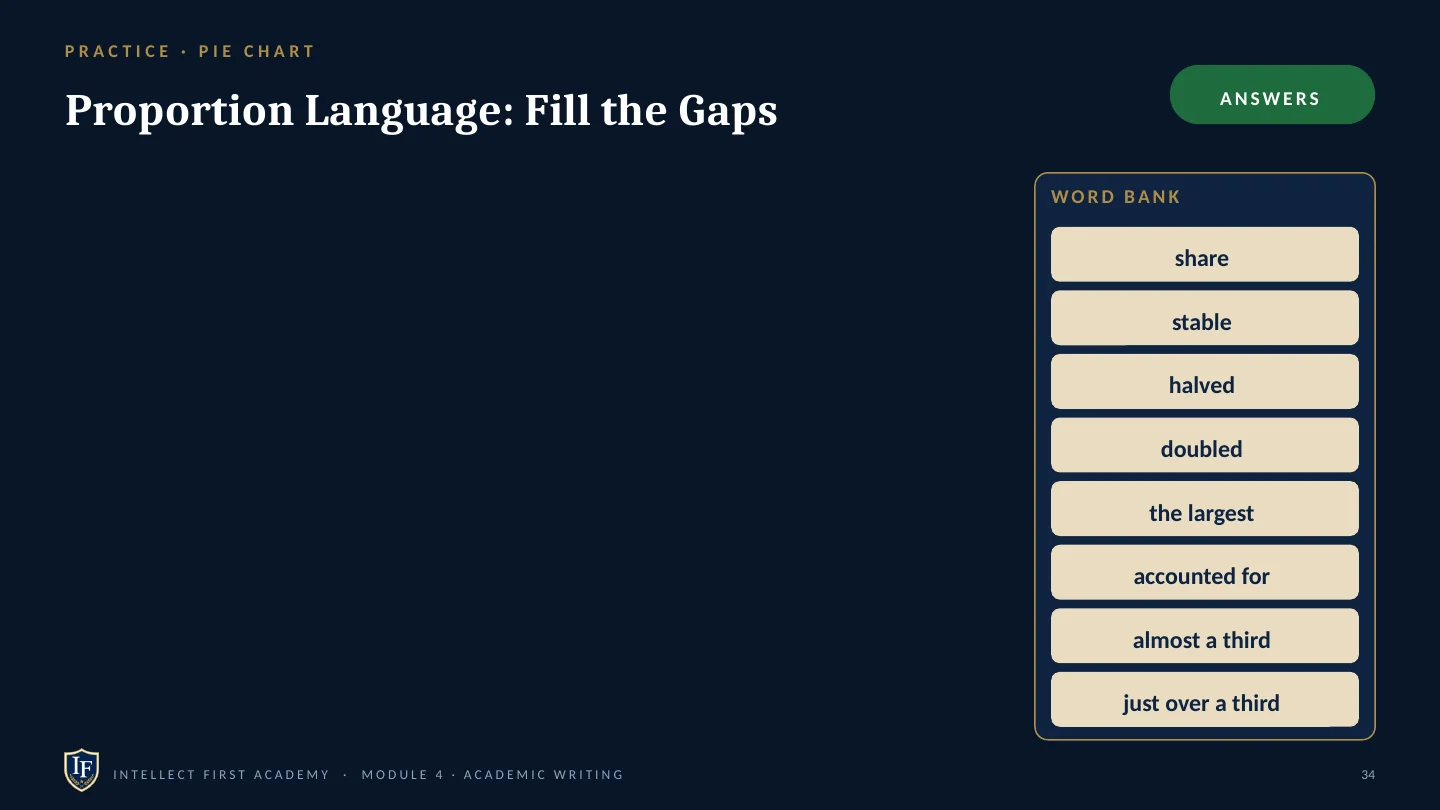 PRACTICE · PIE CHART
Proportion Language: Fill the Gaps
ANSWERS
WORD BANK
share
stable
halved
doubled
the largest
accounted for
almost a third
just over a third
IF
INTELLECT FIRST ACADEMY · MODULE 4 · ACADEMIC WRITING
34